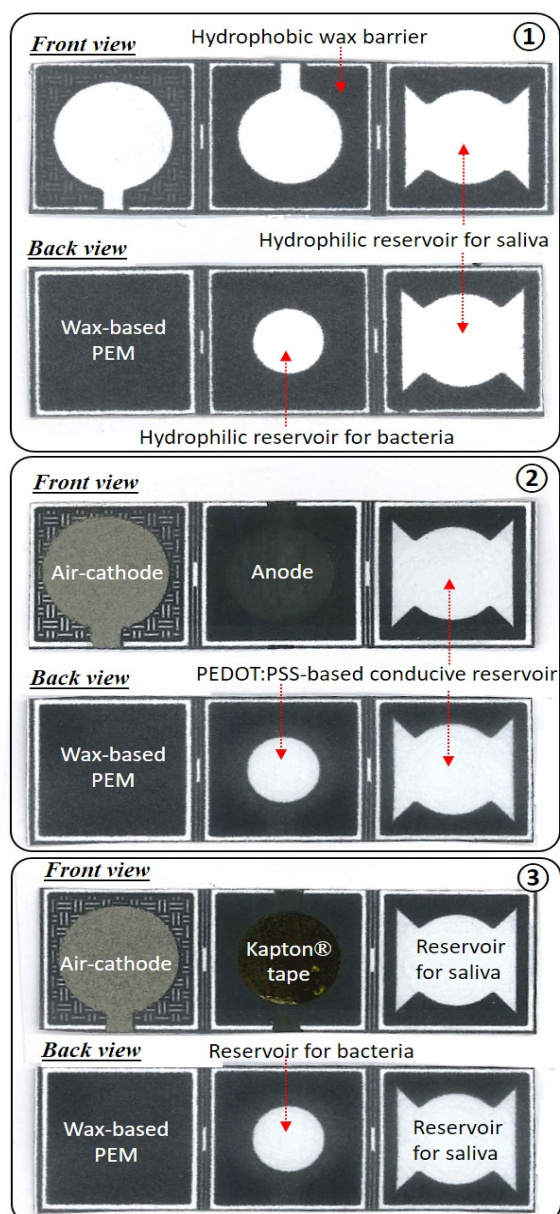 Front view
Hydrophobic wax barrier
①
Hydrophilic reservoir for saliva
Back view
Wax-based
PEM
Hydrophilic reservoir for bacteria
Front view
②
Air-cathode
Anode
PEDOT:PSS-based conducive reservoir
Back view
Wax-based
PEM
Front view
③
Air-cathode
Kapton®
tape
Reservoir
for saliva
Reservoir for bacteria
Back view
Wax-based
PEM
Reservoir
for saliva